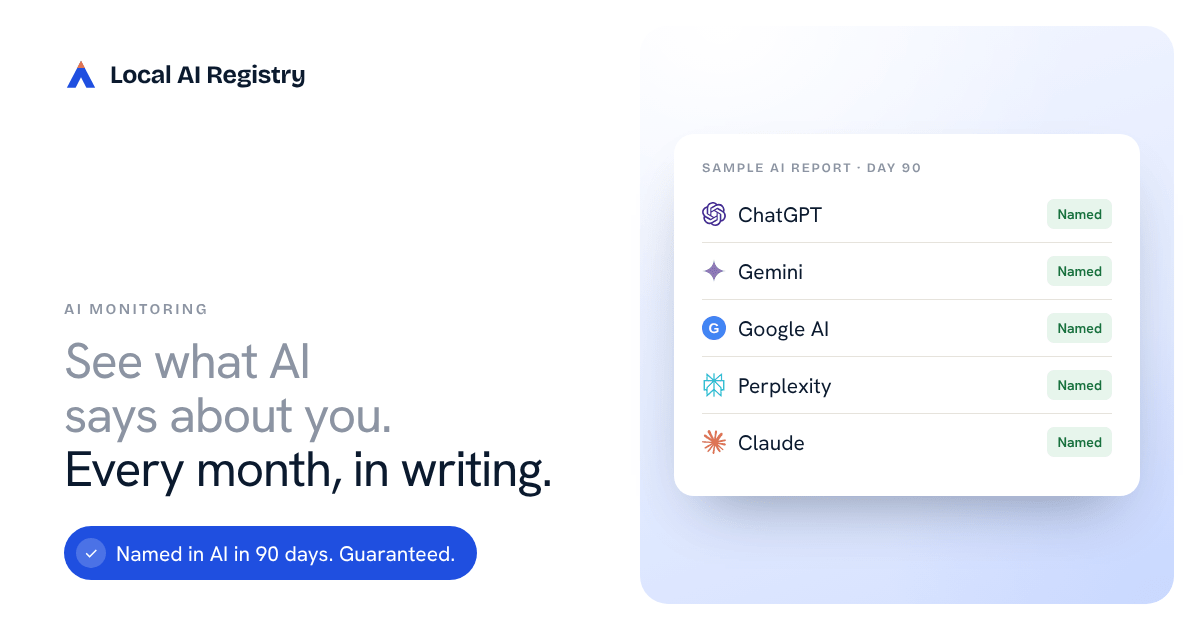 Local AI Registry
AI MONITORING
See what AI
says about you.
Every month, in writing.
Named in AI in 90 days. Guaranteed.
SAMPLE AI REPORT · DAY 90
ChatGPT Named
Gemini Named
G Google AI Named
Perplexity Named
Claude Named